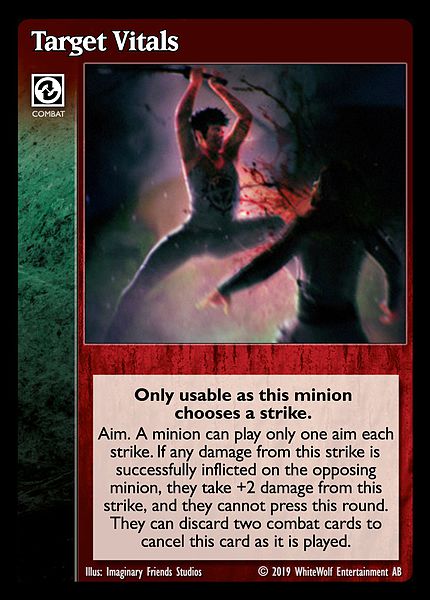 Target Vitals
COMBAT
Only usable as this minion
chooses a strike.
Aim. A minion can play only one aim each
strike. If any damage from this strike is
successfully inflicted on the opposing
minion, they take +2 damage from this
strike, and they cannot press this round.
They can discard two combat cards to
cancel this card as it is played.
Illus: Imaginary Friends Studios © 2019 WhiteWolf Entertainment AB